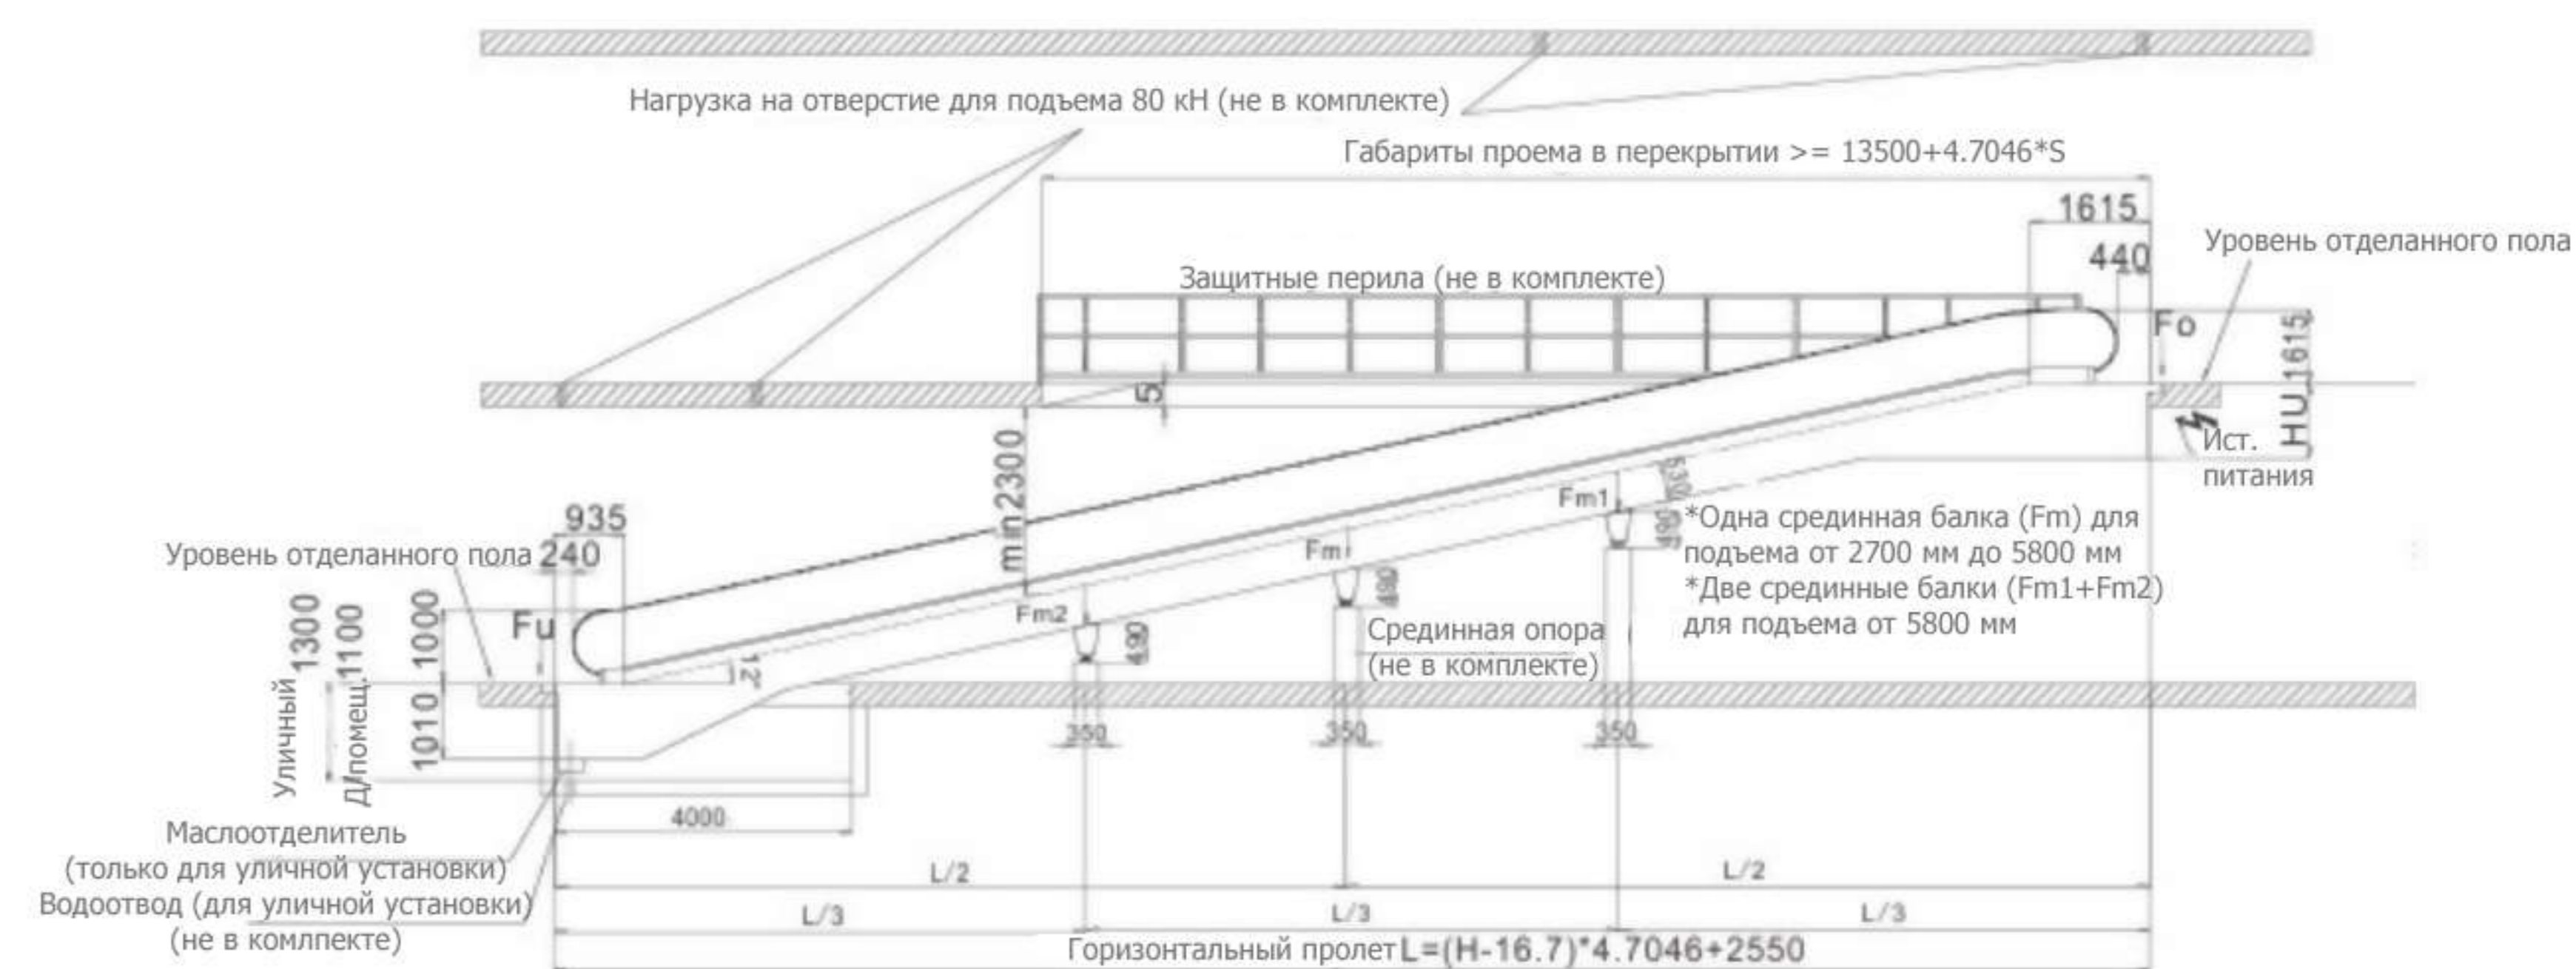 Нагрузка на отверстие для подъема 80 кН (не в комплекте)
Габариты проема в перекрытии >= 13500+4.7046*S
1615
Уровень отделанного пола
440
Защитные перила (не в комплекте)
Fo
1615
HU
5
Ист.
питания
min2300
530
Fm1
490
*Одна срединная балка (Fm) для
подъема от 2700 мм до 5800 мм
*Две срединные балки (Fm1+Fm2)
для подъема от 5800 мм
935
Уровень отделанного пола
240
Fm
490
Fm2
490
Срединная опора
(не в комплекте)
Fu
1000
1300
1100
12°
Уличный
Д/помещ.
1010
350
350
350
4000
Маслоотделитель
(только для уличной установки)
Водоотвод (для уличной установки)
(не в комлпекте)
L/2
L/2
L/3
L/3
L/3
Горизонтальный пролет L=(H-16.7)*4.7046+2550